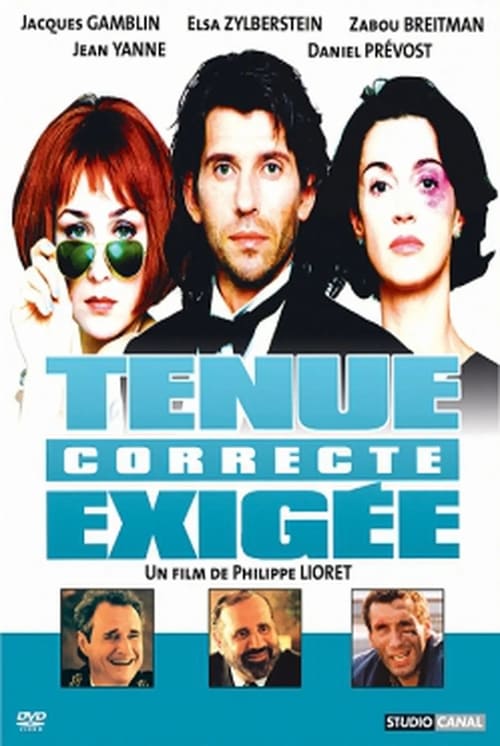 JACQUES GAMBLIN ELSA ZYLBERSTEIN ZABOU BREITMAN
JEAN YANNE DANIEL PRÉVOST
TENUE
CORRECTE
EXIGÉE
UN FILM DE PHILIPPE LIORET
DVD
VIDEO
STUDIO CANAL